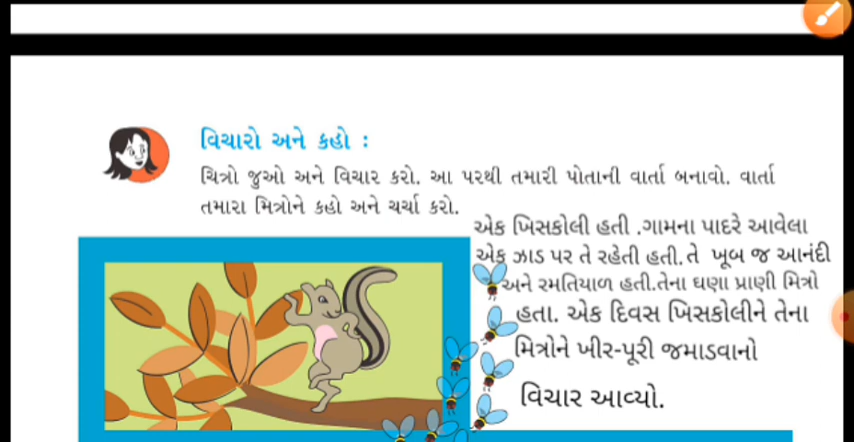 વિચારો અને કહો :
ચિત્રો જુઓ અને વિચાર કરો. આ પરથી તમારી પોતાની વાર્તા બનાવો. વાર્તા
તમારા મિત્રોને કહો અને ચર્ચા કરો.
એક ખિસકોલી હતી .ગામના પાદરે આવેલા
એક ઝાડ પર તે રહેતી હતી. તે ખૂબ જ આનંદી
અને રમતિયાળ હતી.તેના ઘણા પ્રાણી મિત્રો
હતા. એક દિવસ ખિસકોલીને તેના
મિત્રોને ખીર-પૂરી જમાડવાનો
વિચાર આવ્યો.